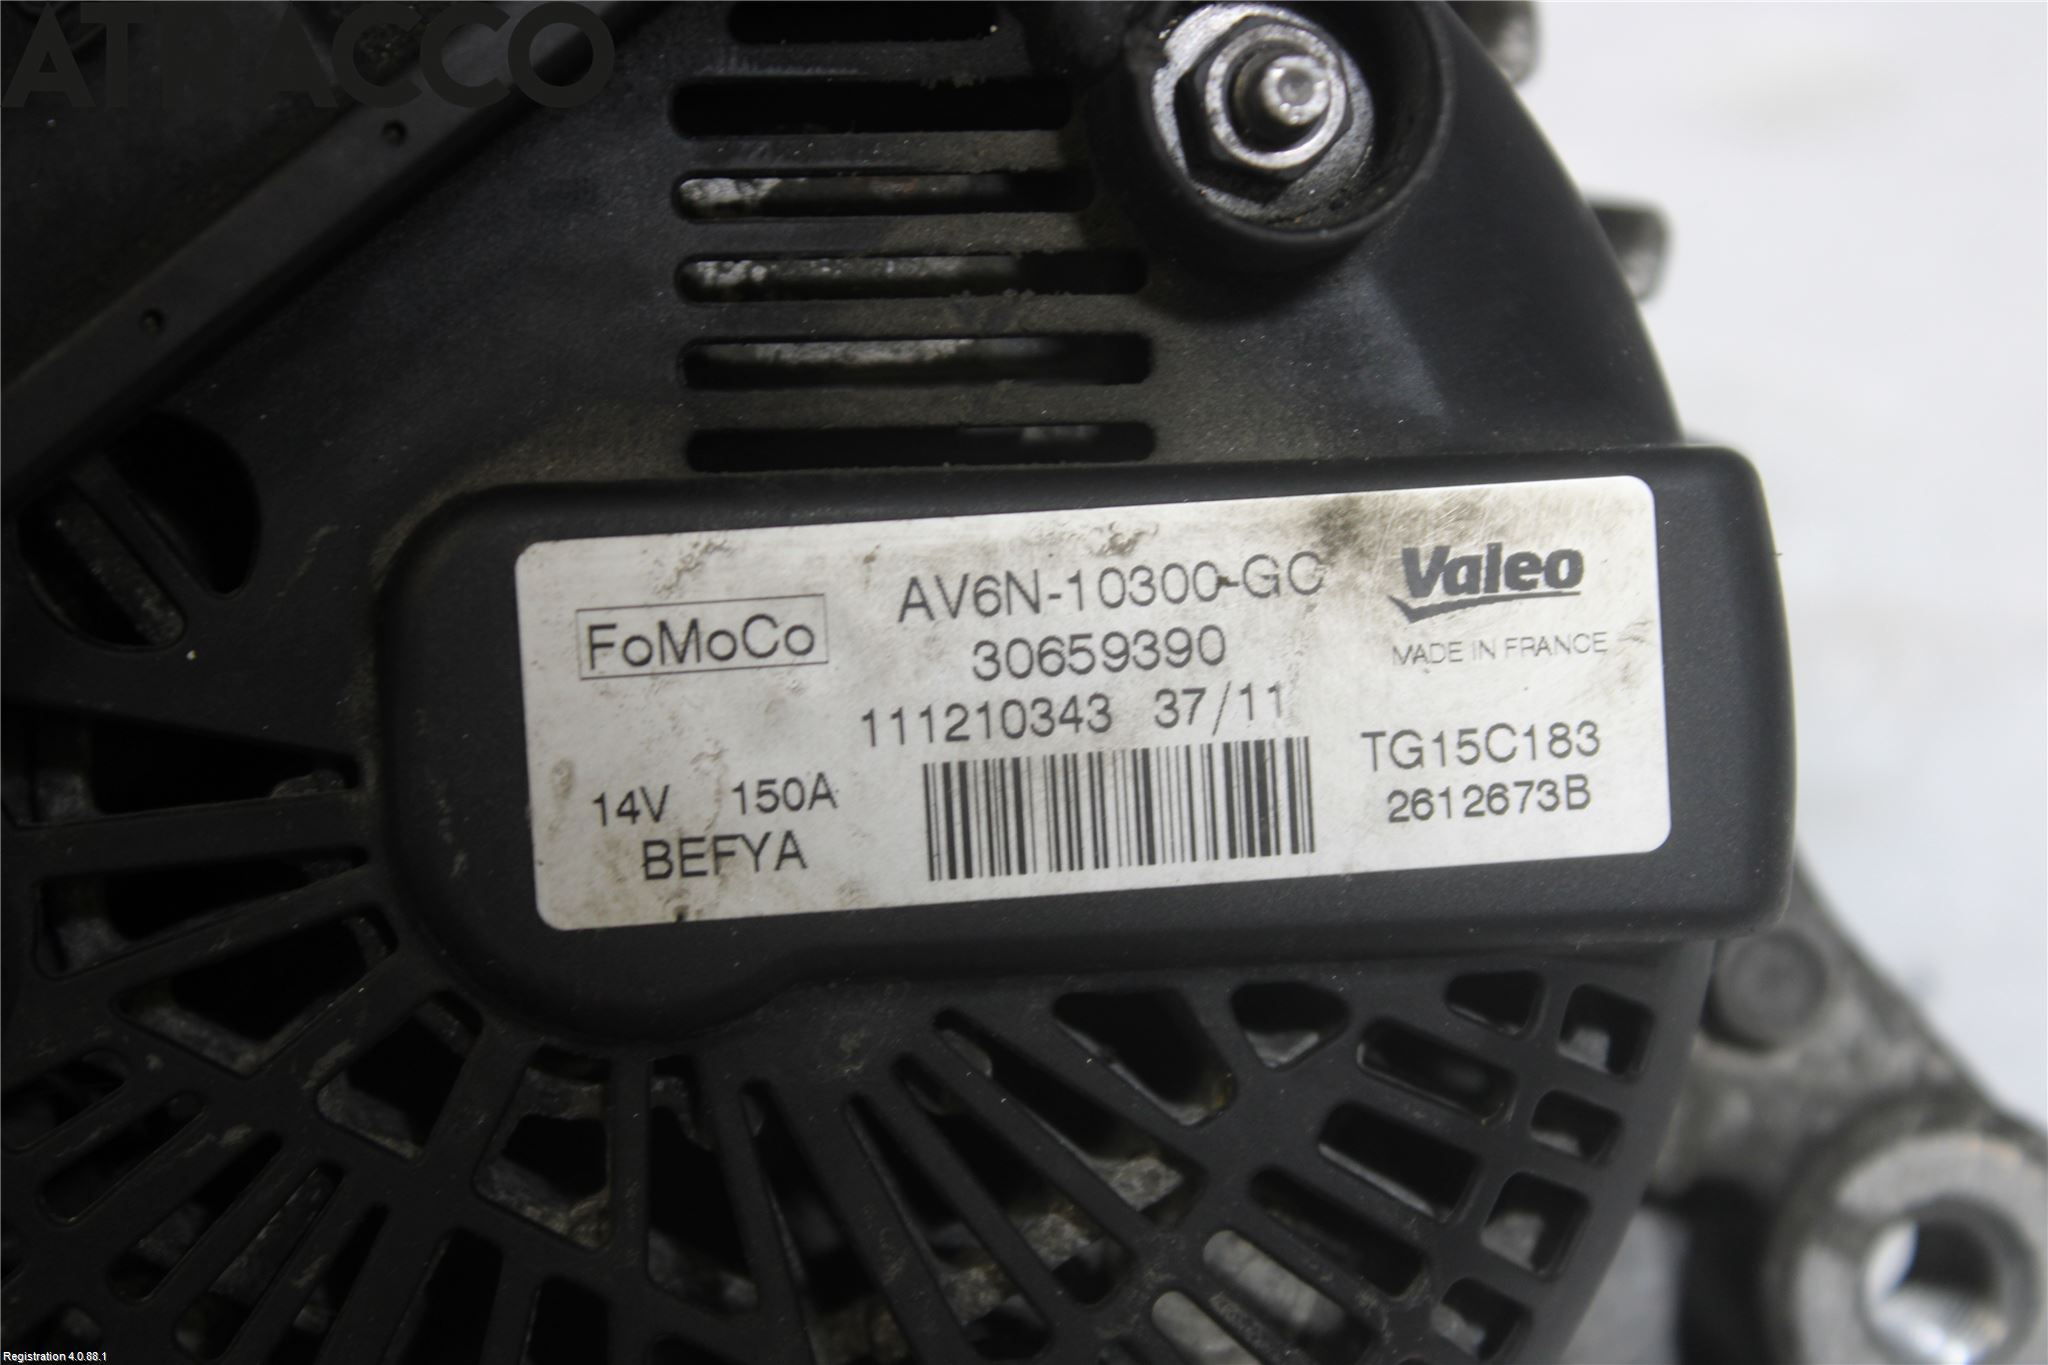 ATRACCO
AV6N-10300-GC
Valeo
FoMoCo
30659390
MADE IN FRANCE
111210343 37/11
TG15C183
14V 150A
2612673B
BEFYA
Registration 4.0.88.1